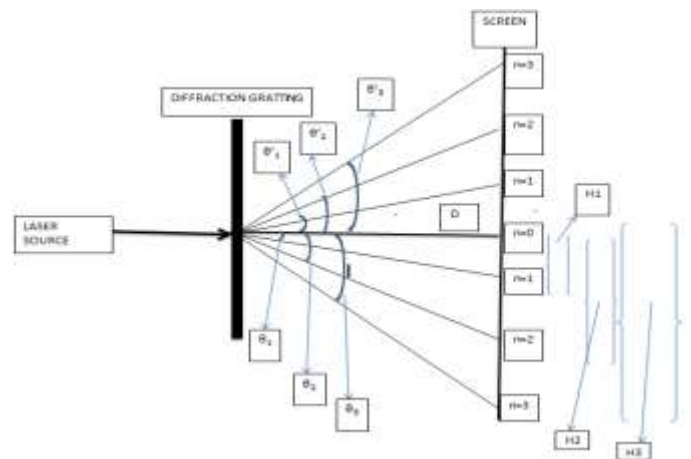 SCREEN
n=3
DIFFRACTION GRATTING
θ'3
θ'2
n=2
θ'1
n=1
H1
D
LASER
SOURCE
n=0
n=1
θ1
n=2
θ2
θ3
n=3
H2
H3